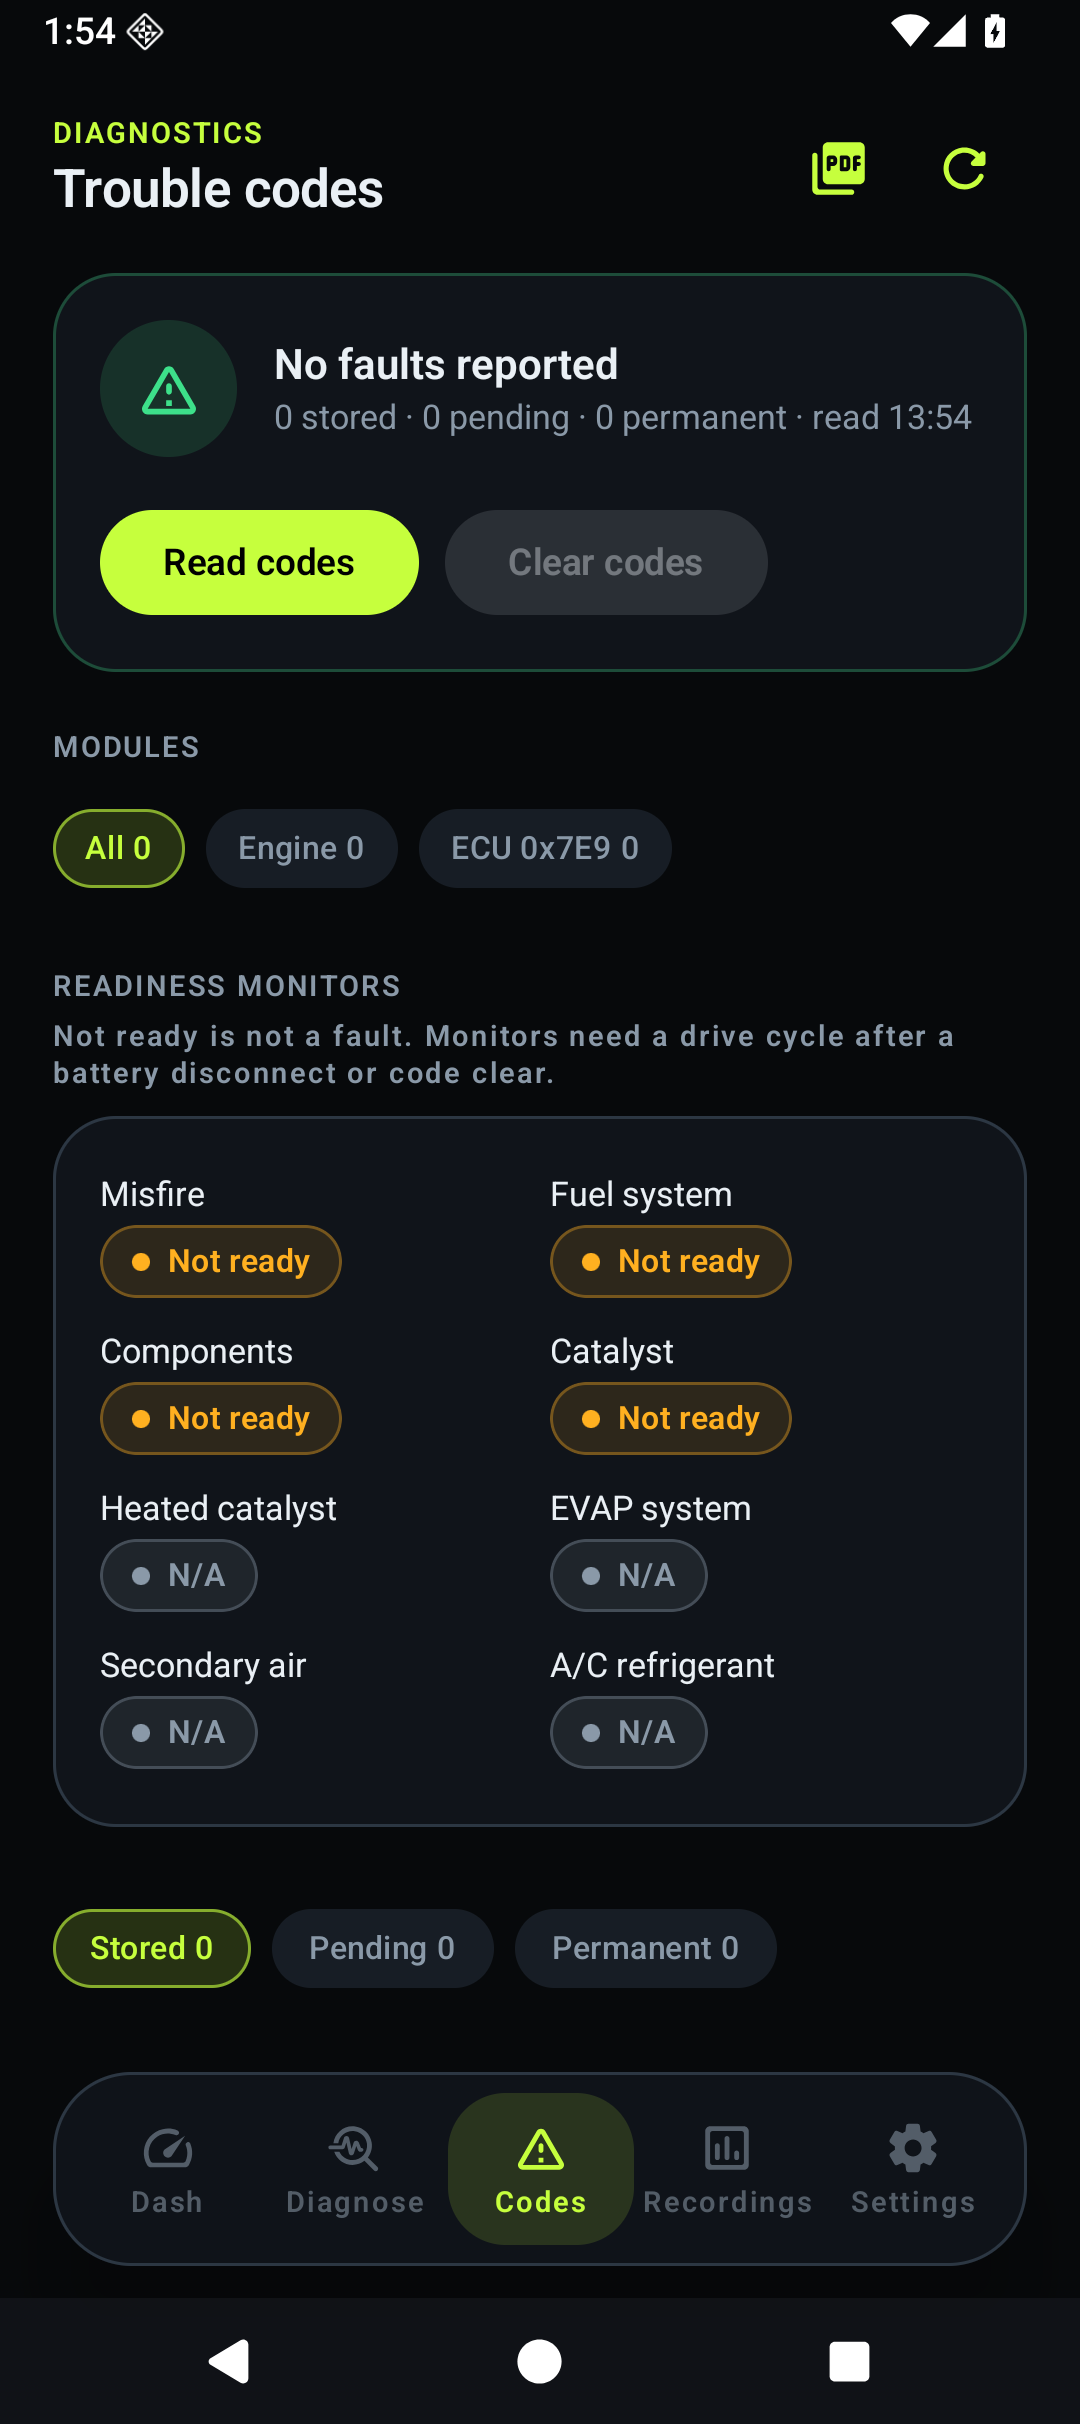 1:54
DIAGNOSTICS
Trouble codes
PDF
No faults reported
0 stored · 0 pending · 0 permanent · read 13:54
Read codes
Clear codes
MODULES
All 0
Engine 0
ECU 0x7E9 0
READINESS MONITORS
Not ready is not a fault. Monitors need a drive cycle after a
battery disconnect or code clear.
Misfire
Fuel system
Not ready
Not ready
Components
Catalyst
Not ready
Not ready
Heated catalyst
EVAP system
N/A
N/A
Secondary air
A/C refrigerant
N/A
N/A
Stored 0
Pending 0
Permanent 0
Dash
Diagnose
Codes
Recordings
Settings